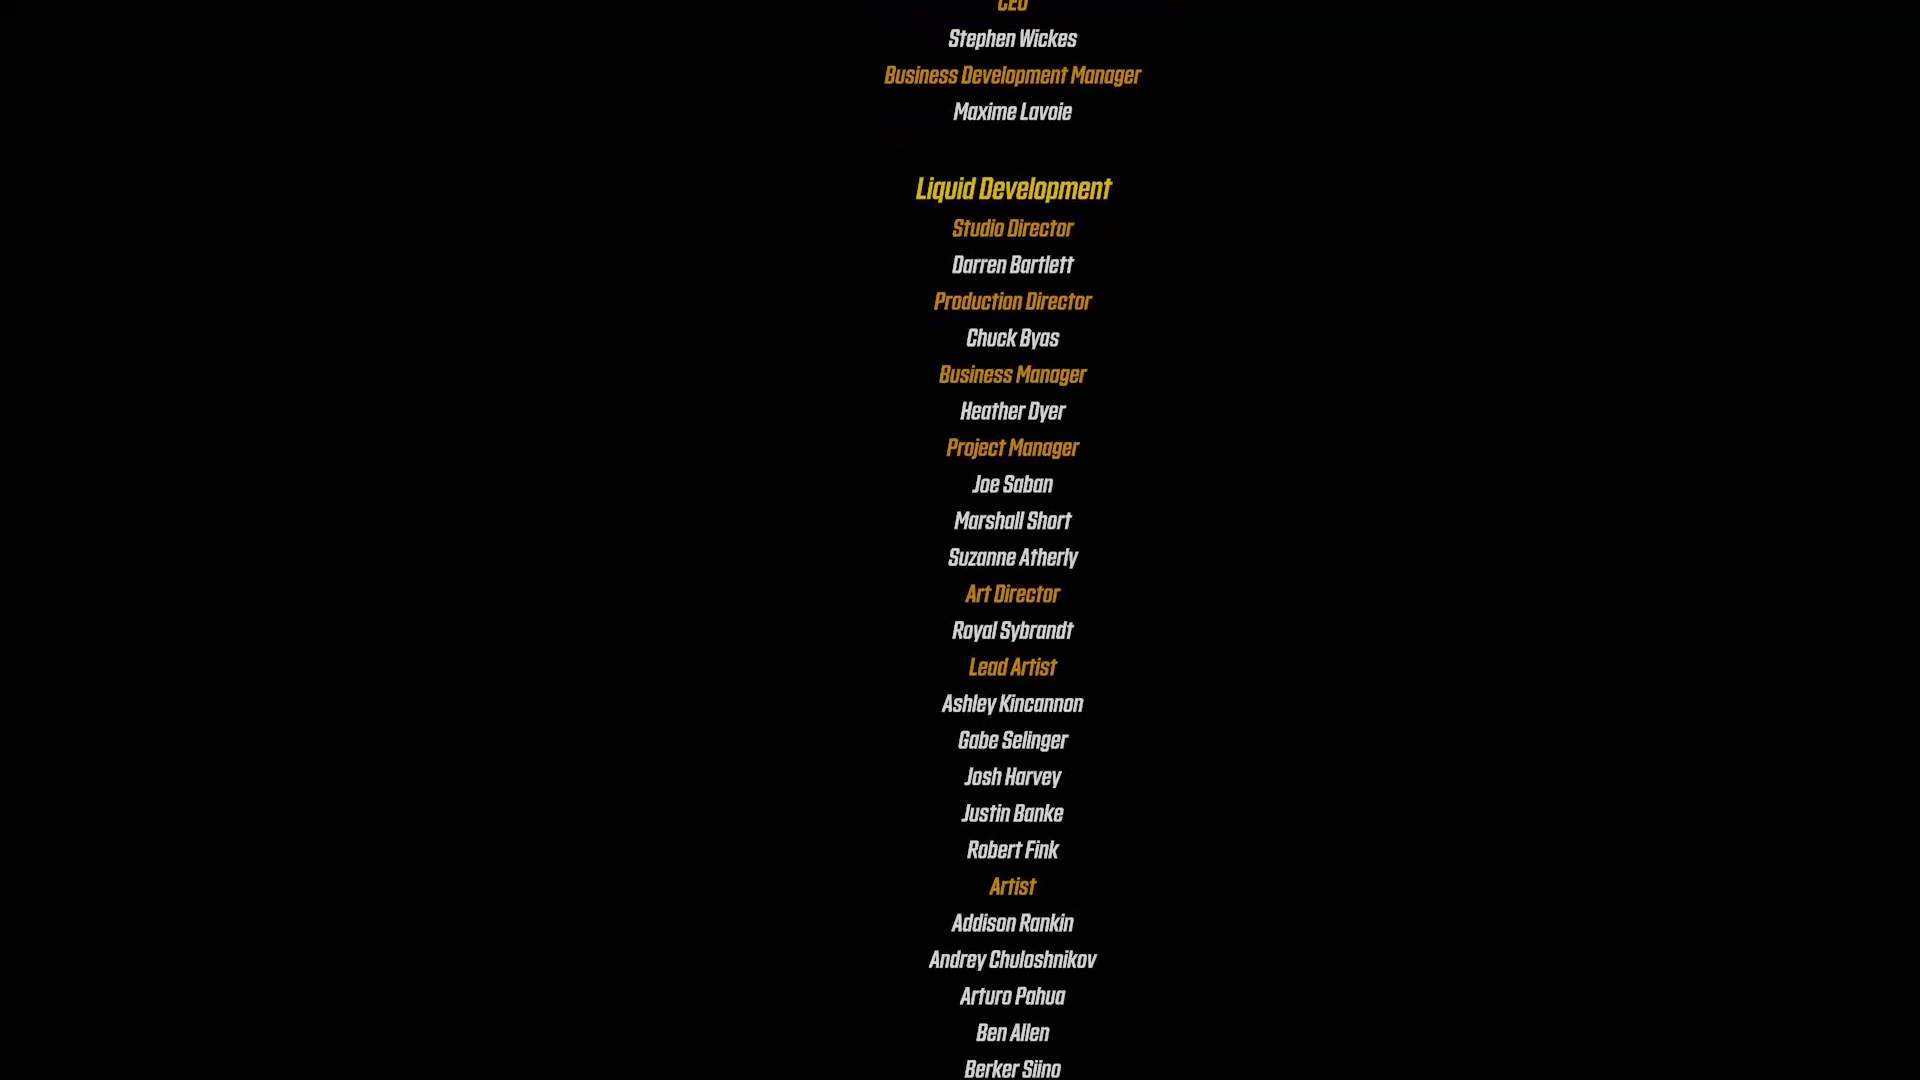 CEO
Stephen Wickes
Business Development Manager
Maxime Lavoie
Liquid Development
Studio Director
Darren Bartlett
Production Director
Chuck Byas
Business Manager
Heather Dyer
Project Manager
Joe Saban
Marshall Short
Suzanne Atherly
Art Director
Royal Sybrandt
Lead Artist
Ashley Kincannon
Gabe Selinger
Josh Harvey
Justin Banke
Robert Fink
Artist
Addison Rankin
Andrey Chuloshnikov
Arturo Pahua
Ben Allen
Berker Siino